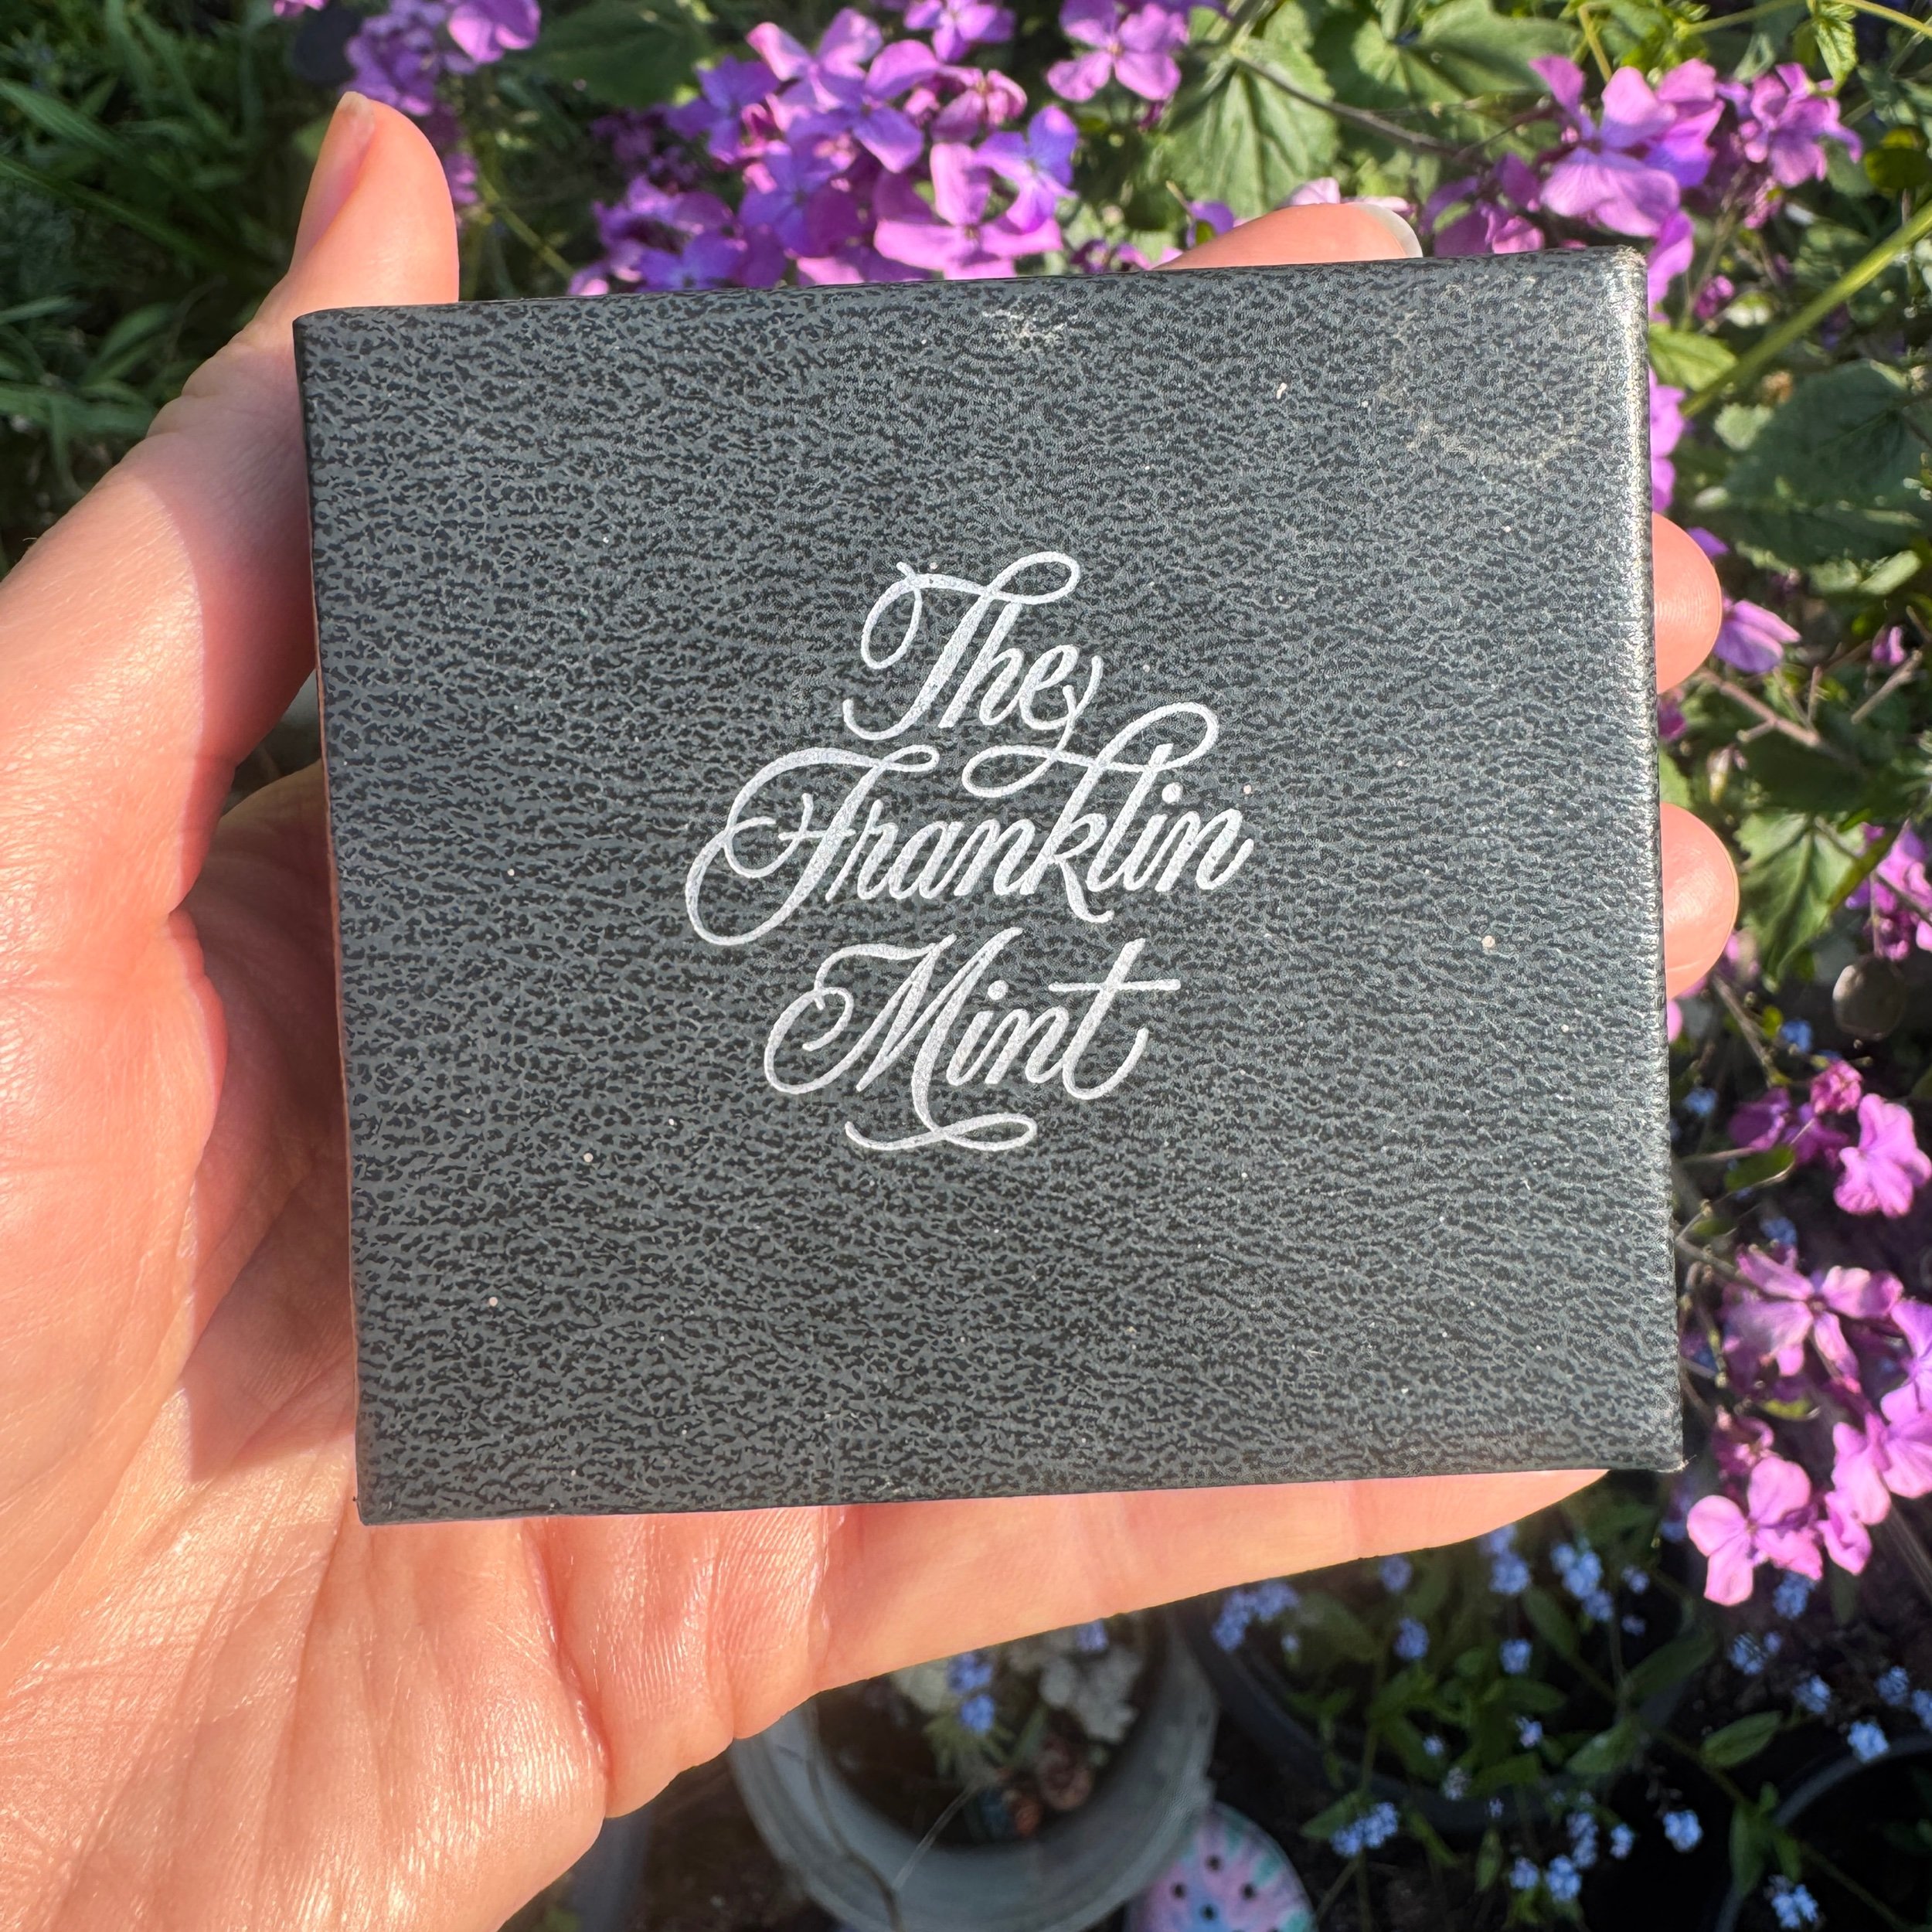 The
Franklin
Mint